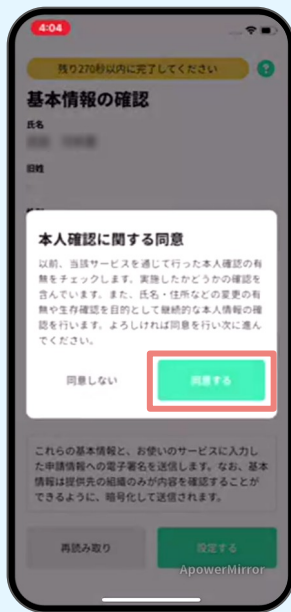 4:04
残り270秒以内に完了してください
?
基本情報の確認
氏名
旧姓
本人確認に関する同意
以前、当該サービスを通じて行った本人確認の有
無をチェックします。実施したかどうかの確認を
含んでいます。また、氏名・住所などの変更の有
無や生存確認を目的として継続的な本人情報の確
認を行います。よろしければ同意を行い次に進ん
でください。
同意しない
同意する
これらの基本情報と、お使いのサービスに入力し
た申請情報への電子署名を送信します。なお、基本
情報は提供先の組織のみが内容を確認することが
できるように、暗号化して送信されます。
再読み取り
設定する
ApowerMirror